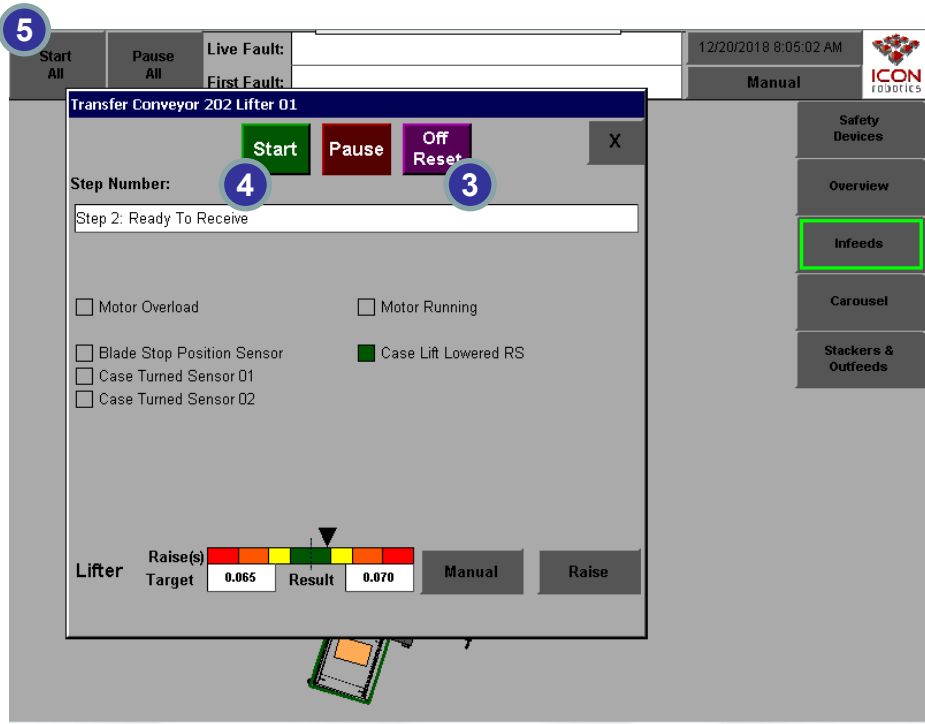 5
Start
All
Pause
All
Live Fault:
First Fault:
12/20/2018 8:05:02 AM
Manual
ICON
robotics
Transfer Conveyor 202 Lifter 01
Start
Pause
Off
Reset
X
4
3
Step Number:
Step 2: Ready To Receive
Motor Overload
Motor Running
Blade Stop Position Sensor
Case Lift Lowered RS
Case Turned Sensor 01
Case Turned Sensor 02
Lifter
Raise(s)
Target
0.065
Result
0.070
Manual
Raise
Safety
Devices
Overview
Infeeds
Carousel
Stackers &
Outfeeds